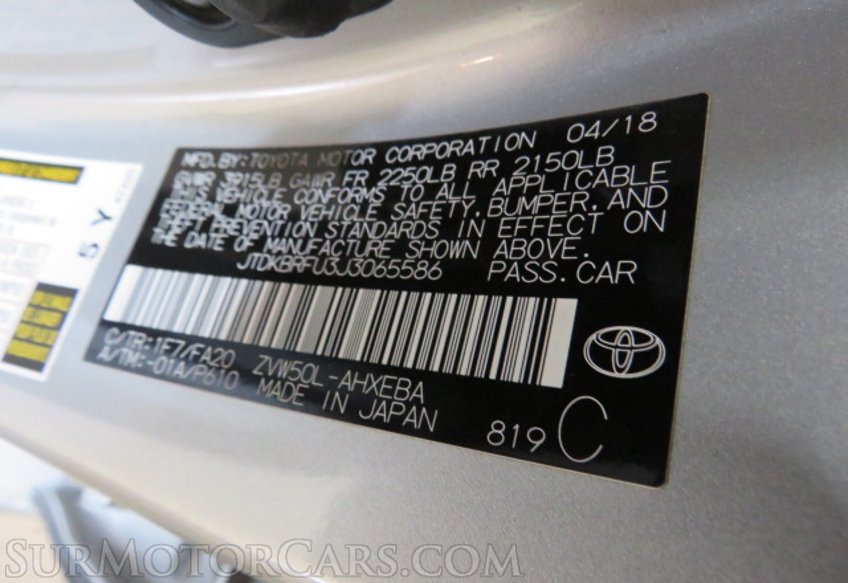 MFD. BY: TOYOTA MOTOR CORPORATION 04/18
GVWR 3915LB GAWR FR 2250LB RR 2150LB
THIS VEHICLE CONFORMS TO ALL APPLICABLE
FEDERAL MOTOR VEHICLE SAFETY, BUMPER, AND
THEFT PREVENTION STANDARDS IN EFFECT ON
THE DATE OF MANUFACTURE SHOWN ABOVE.
JTDKBRFU3J3065586 PASS. CAR
C/TR: 1F7/FA20 ZVW50L-AHXEBA
A/TM: -01A/P610 MADE IN JAPAN
819 C
5 Y
SURMOTORCARS.COM